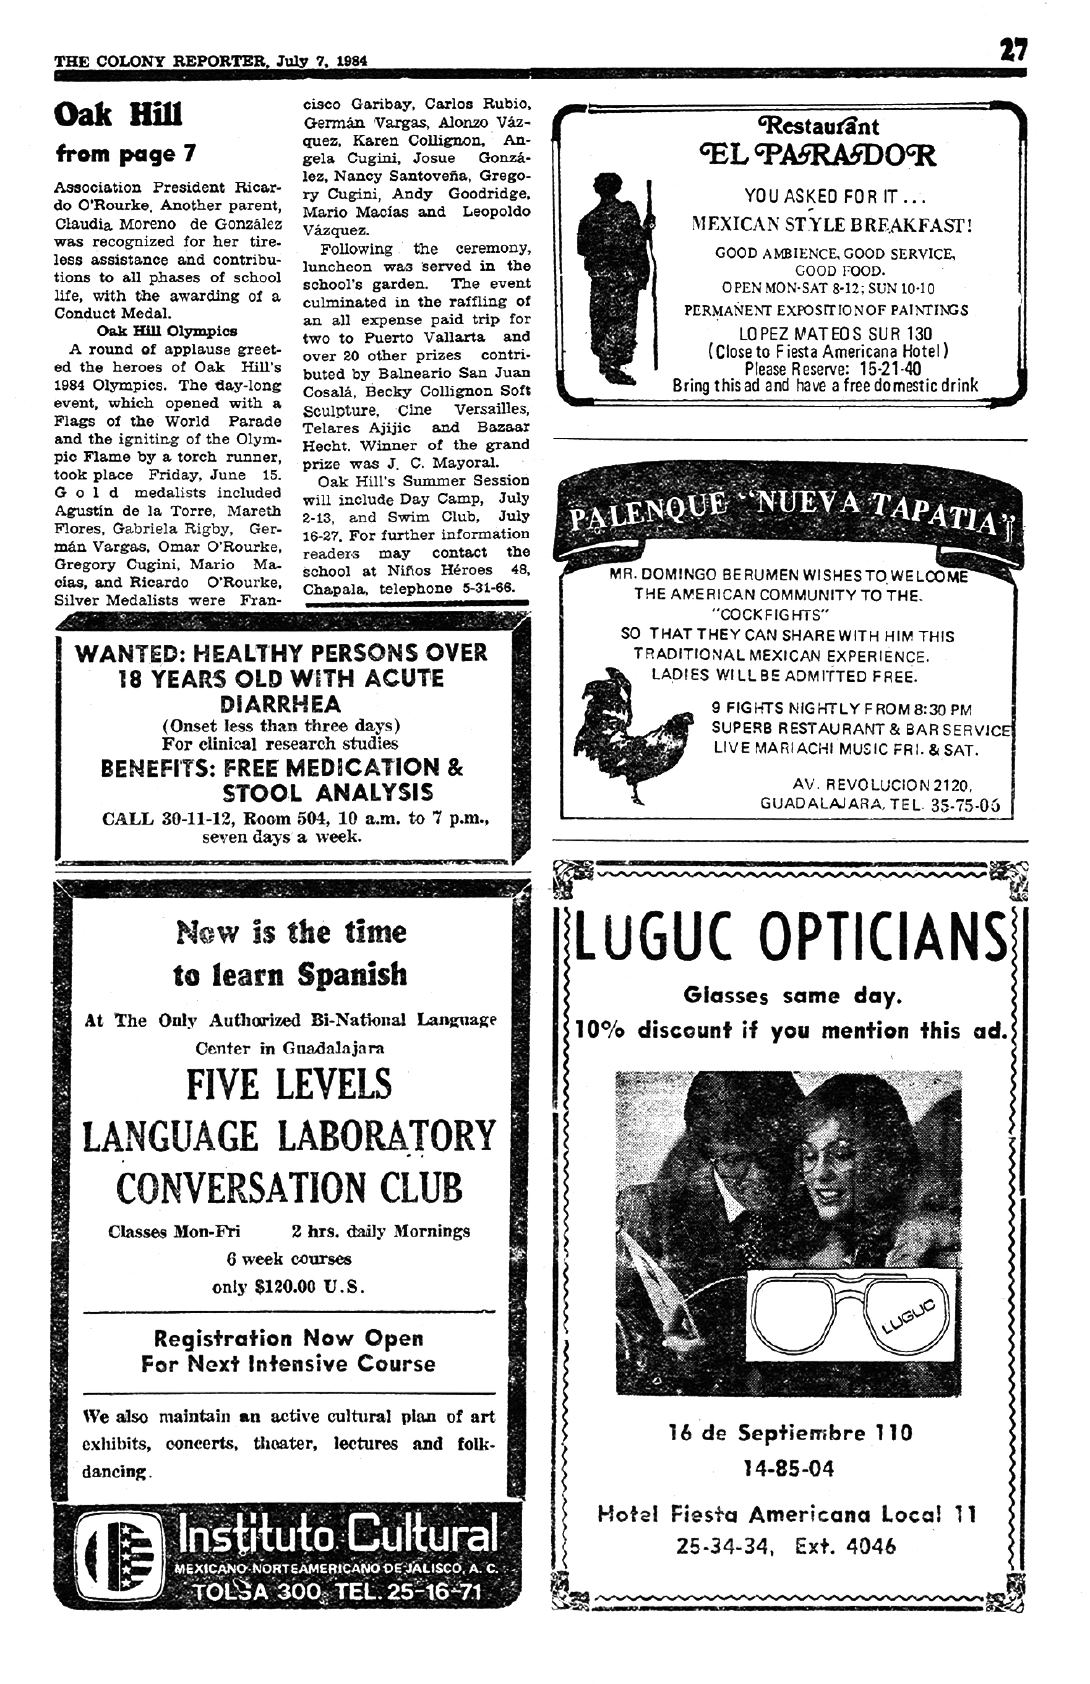 THE COLONY REPORTER, July 7, 1984
27
Oak Hill
from page 7
Association President Ricar-
do O'Rourke. Another parent,
Claudia Moreno de González
was recognized for her tire-
less assistance and contribu-
tions to all phases of school
life, with the awarding of a
Conduct Medal.
Oak Hill Olympics
A round of applause greet-
ed the heroes of Oak Hill's
1984 Olympics. The day-long
event, which opened with a
Flags of the World Parade
and the igniting of the Olym-
pic Flame by a torch runner,
took place Friday, June 15.
Gold medalists included
Agustín de la Torre, Mareth
Flores, Gabriela Rigby, Ger-
mán Vargas, Omar O'Rourke,
Gregory Cugini, Mario Ma-
cias, and Ricardo O'Rourke,
Silver Medalists were Fran-
cisco Garibay, Carlos Rubio,
Germán Vargas, Alonzo Váz-
quez, Karen Collignon, An-
gela Cugini, Josue Gonzá-
lez, Nancy Santoveña, Grego-
ry Cugini, Andy Goodridge,
Mario Macías and Leopoldo
Vázquez.
Following the ceremony,
luncheon was served in the
school's garden. The event
culminated in the raffling of
an all expense paid trip for
two to Puerto Vallarta and
over 20 other prizes contri-
buted by Balneario San Juan
Cosalá, Becky Collignon Soft
Sculpture, Cine Versailles,
Telares Ajijic and Bazaar
Hecht. Winner of the grand
prize was J. C. Mayoral.
Oak Hill's Summer Session
will include Day Camp, July
2-13, and Swim Club, July
16-27. For further information
readers may contact the
school at Niños Héroes 48,
Chapala, telephone 5-31-66.
WANTED: HEALTHY PERSONS OVER
18 YEARS OLD WITH ACUTE
DIARRHEA
(Onset less than three days)
For clinical research studies
BENEFITS: FREE MEDICATION &
STOOL ANALYSIS
CALL 30-11-12, Room 504, 10 a.m. to 7 p.m.,
seven days a week.
Now is the time
to learn Spanish
At The Only Authorized Bi-National Language
Center in Guadalajara
FIVE LEVELS
LANGUAGE LABORATORY
CONVERSATION CLUB
Classes Mon-Fri 2 hrs. daily Mornings
6 week courses
only $120.00 U.S.
Registration Now Open
For Next Intensive Course
We also maintain an active cultural plan of art
exhibits, concerts, theater, lectures and folk-
dancing.
Instituto Cultural
MEXICANO-NORTEAMERICANO DE JALISCO, A. C.
TOLSA 300 TEL. 25-16-71
Restaurant
EL PARADOR
YOU ASKED FOR IT...
MEXICAN STYLE BREAKFAST!
GOOD AMBIENCE, GOOD SERVICE,
GOOD FOOD.
OPEN MON-SAT 8-12; SUN 10-10
PERMANENT EXPOSITION OF PAINTINGS
LOPEZ MATEOS SUR 130
(Close to Fiesta Americana Hotel)
Please Reserve: 15-21-40
Bring this ad and have a free domestic drink
PALENQUE "NUEVA TAPATIA"
MR. DOMINGO BERUMEN WISHES TO WELCOME
THE AMERICAN COMMUNITY TO THE.
"COCKFIGHTS"
SO THAT THEY CAN SHARE WITH HIM THIS
TRADITIONAL MEXICAN EXPERIENCE.
LADIES WILL BE ADMITTED FREE.
9 FIGHTS NIGHTLY FROM 8:30 PM
SUPERB RESTAURANT & BAR SERVICE
LIVE MARIACHI MUSIC FRI. & SAT.
AV. REVOLUCION 2120,
GUADALAJARA, TEL. 35-75-06
LUGUC OPTICIANS
Glasses same day.
10% discount if you mention this ad.
LUGUC
16 de Septiembre 110
14-85-04
Hotel Fiesta Americana Local 11
25-34-34, Ext. 4046